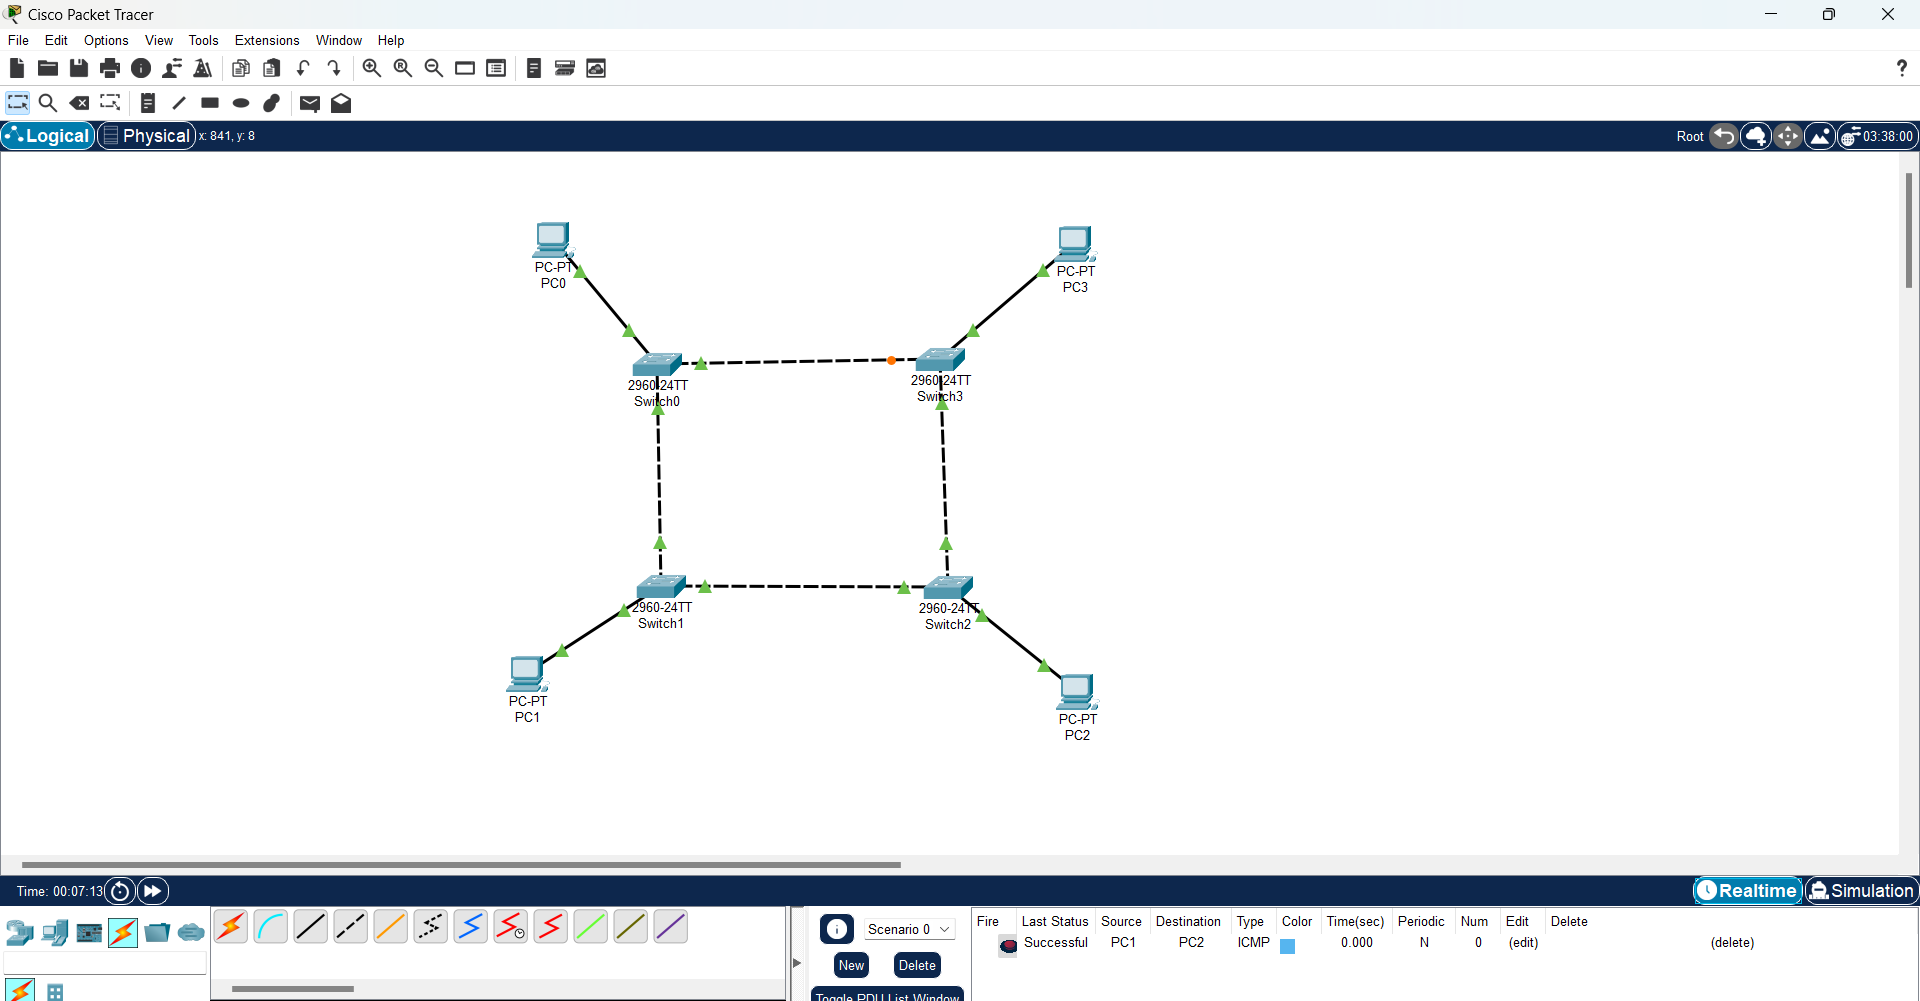 Cisco Packet Tracer
File Edit Options View Tools Extensions Window Help
Logical Physical x: 841, y: 8 Root 03:38:00
PC-PT
PC0
PC-PT
PC3
2960-24TT
Switch0
2960-24TT
Switch3
2960-24TT
Switch1
2960-24TT
Switch2
PC-PT
PC1
PC-PT
PC2
Time: 00:07:13 Realtime Simulation
Scenario 0
New Delete
Toggle PDU List Window
Fire Last Status Source Destination Type Color Time(sec) Periodic Num Edit Delete
Successful PC1 PC2 ICMP 0.000 N 0 (edit) (delete)